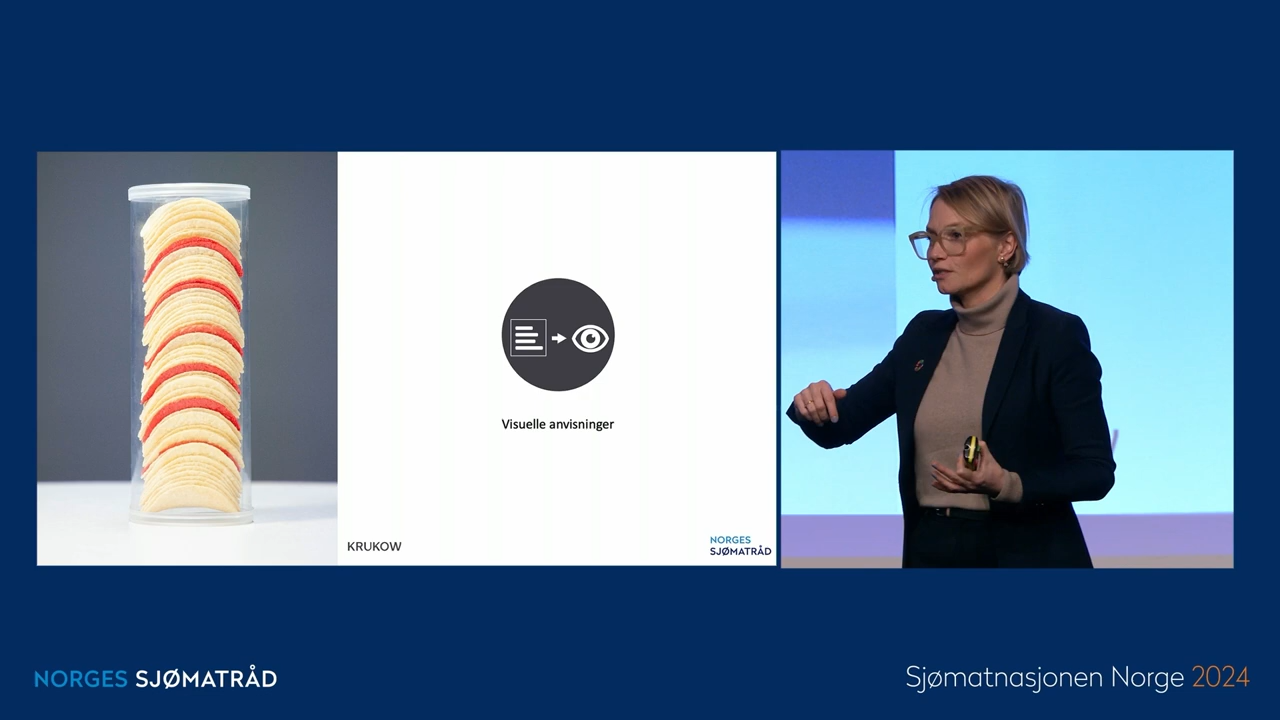 Visuelle anvisninger
KRUKOW
NORGES
SJØMATRÅD
NORGES SJØMATRÅD
Sjømatnasjonen Norge 2024